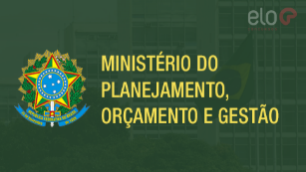 elo
MINISTÉRIO DO
PLANEJAMENTO,
ORÇAMENTO E GESTÃO